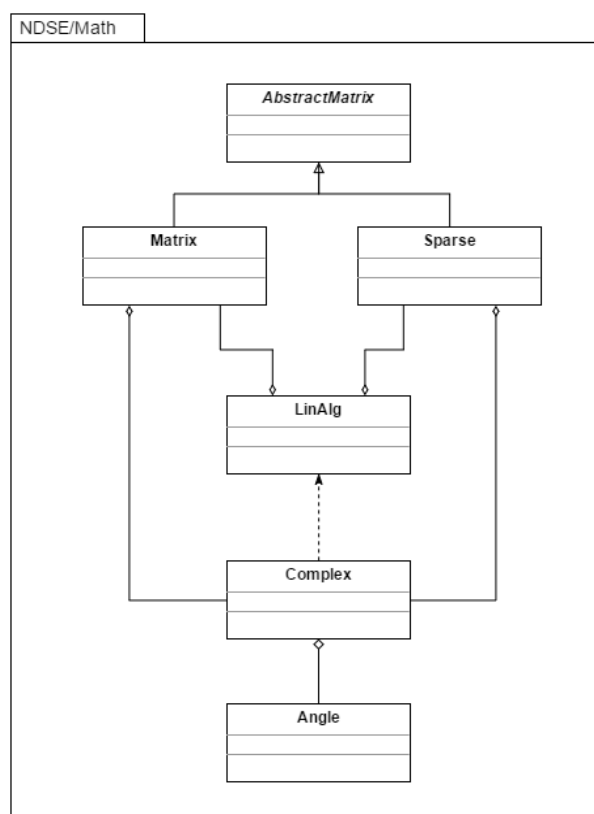 NDSE/Math
AbstractMatrix
Matrix
Sparse
LinAlg
Complex
Angle